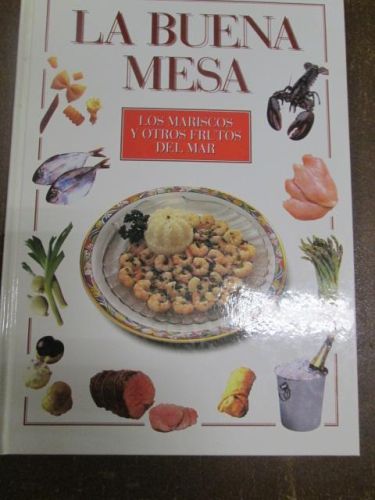 LA BUENA
MESA
LOS MARISCOS
Y OTROS FRUTOS
DEL MAR